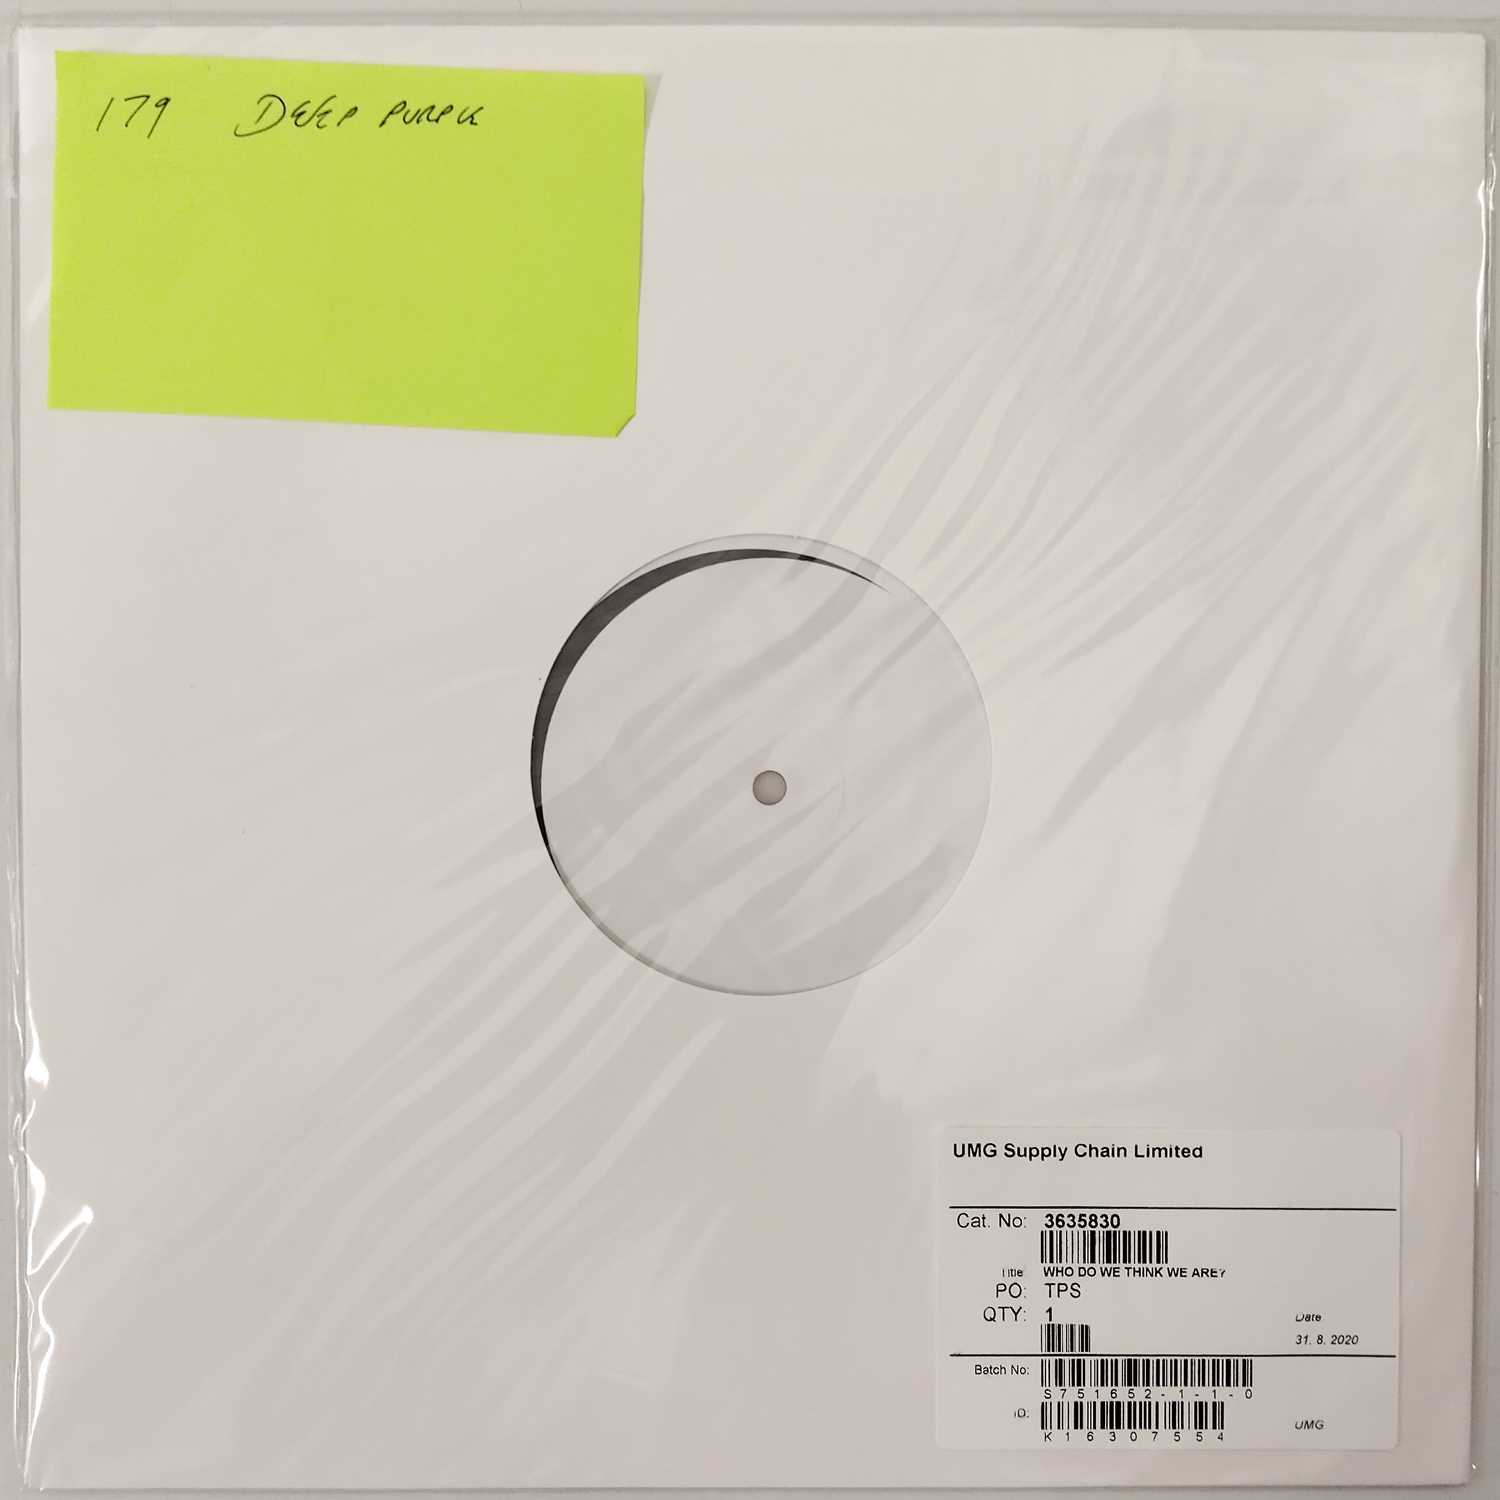 179 DEEP PURPLE
UMG Supply Chain Limited
Cat. No: 3635830
Title: WHO DO WE THINK WE ARE?
PO: TPS
QTY: 1
Date
31. 8. 2020
Batch No:
S751652-1-1-0
ID:
K16307554
UMG